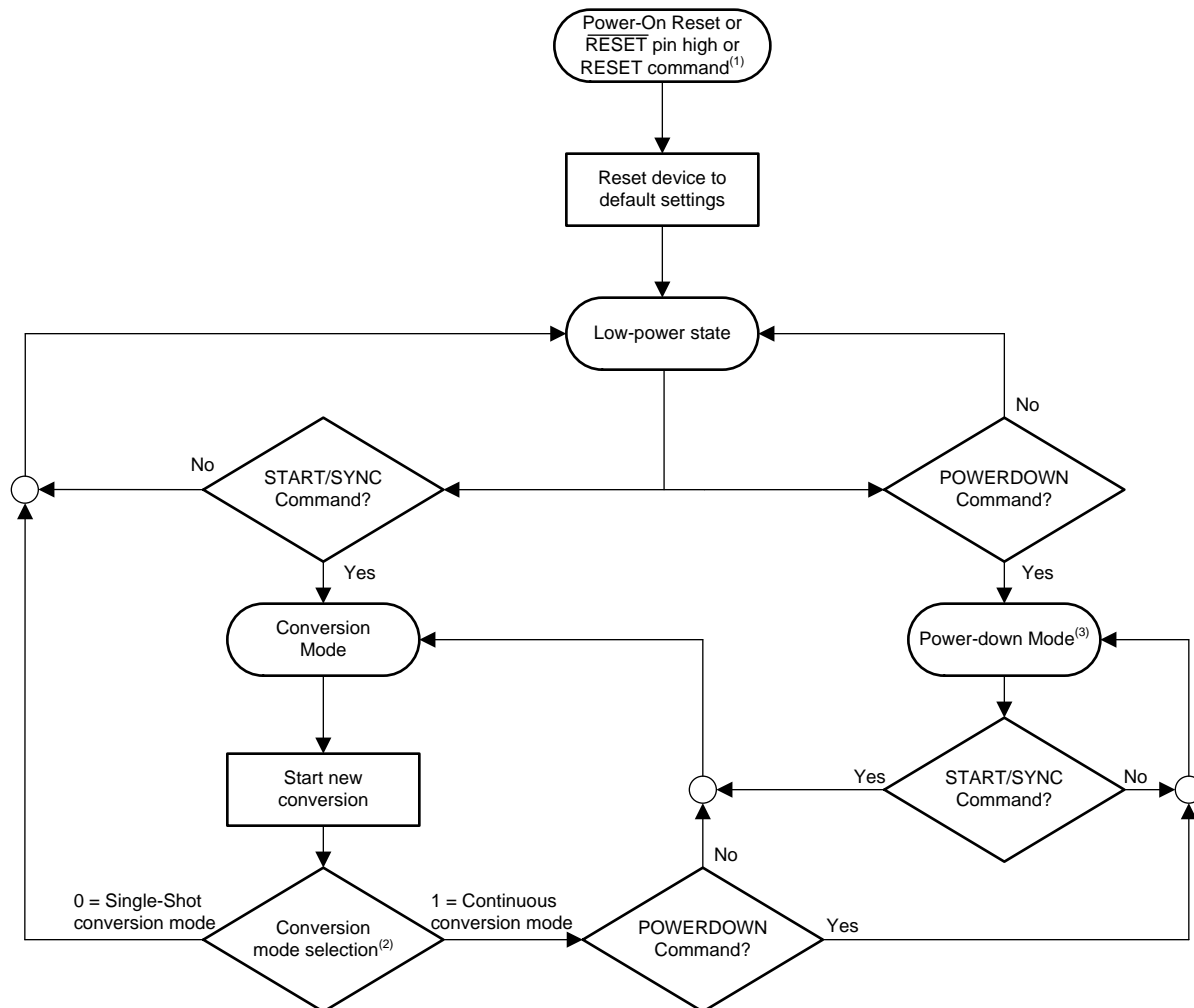 Power-On Reset or
RESET pin high or
RESET command(1)
Reset device to
default settings
Low-power state
No
No
START/SYNC
Command?
POWERDOWN
Command?
Yes
Yes
Conversion
Mode
Power-down Mode(3)
Start new
conversion
Yes
START/SYNC
Command?
No
No
0 = Single-Shot
conversion mode
1 = Continuous
conversion mode
Conversion
mode selection(2)
POWERDOWN
Command?
Yes